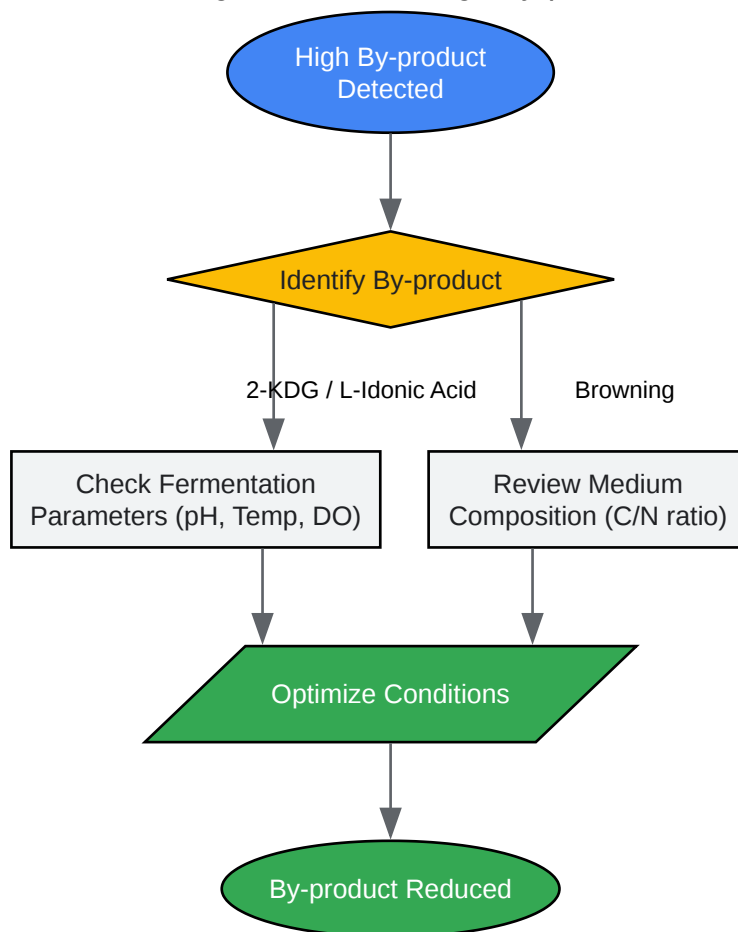 High By-product
Detected
Identify By-product
2-KDG / L-Idonic Acid
Browning
Check Fermentation
Parameters (pH, Temp, DO)
Review Medium
Composition (C/N ratio)
Optimize Conditions
By-product Reduced